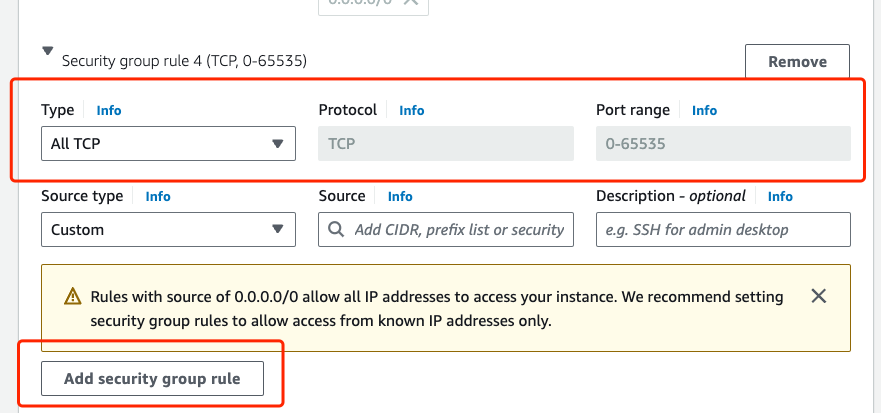 0.0.0.0/0
Security group rule 4 (TCP, 0-65535)
Remove
Type Info Protocol Info Port range Info
All TCP TCP 0-65535
Source type Info Source Info Description - optional Info
Custom Add CIDR, prefix list or security e.g. SSH for admin desktop
Rules with source of 0.0.0.0/0 allow all IP addresses to access your instance. We recommend setting
security group rules to allow access from known IP addresses only.
Add security group rule